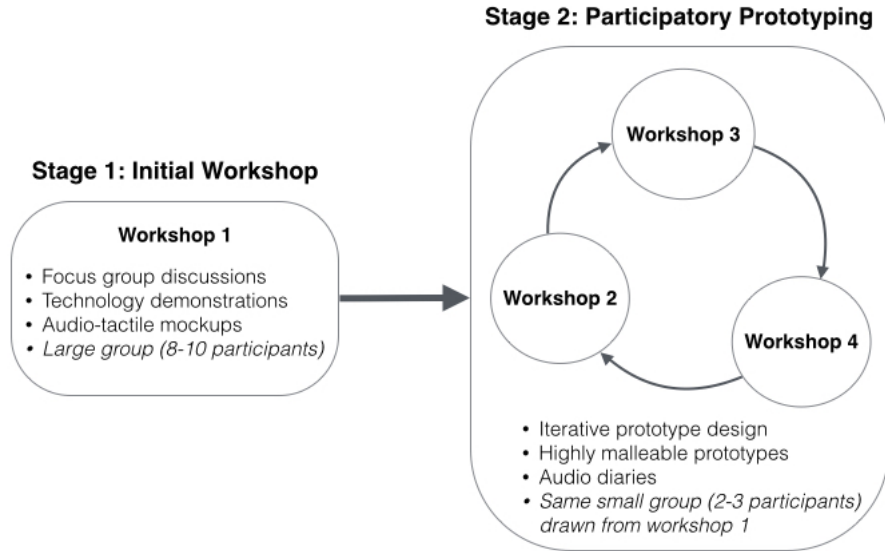 Stage 1: Initial Workshop
Workshop 1
• Focus group discussions
• Technology demonstrations
• Audio-tactile mockups
• Large group (8-10 participants)
Stage 2: Participatory Prototyping
Workshop 3
Workshop 2
Workshop 4
• Iterative prototype design
• Highly malleable prototypes
• Audio diaries
• Same small group (2-3 participants)
drawn from workshop 1